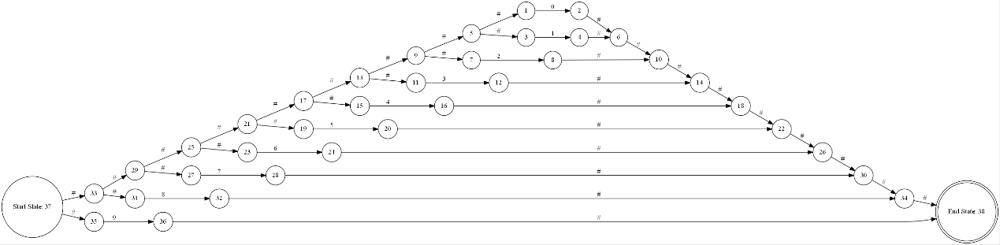 # 1 0 2 #
5 # 3 1 4 # 6 #
# 9 # 7 2 8 # 10 #
# 13 # 11 3 12 # 14 #
# 17 # 15 4 16 # 18 #
# 21 # 19 5 20 # 22 #
# 25 # 23 6 24 # 26 #
# 29 # 27 7 28 # 30 #
# 33 # 31 8 32 # 34 #
Start State: 37 # # 35 9 36 # End State: 38